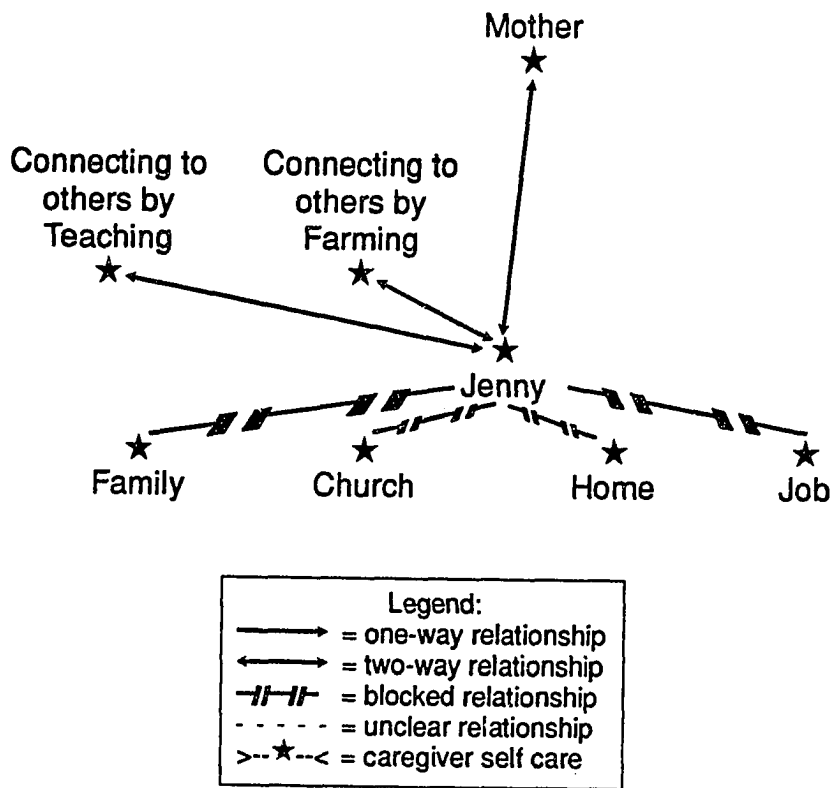 Mother
Connecting to
others by
Teaching
Connecting to
others by
Farming
Jenny
Family
Church
Home
Job
Legend:
= one-way relationship
= two-way relationship
= blocked relationship
= unclear relationship
= caregiver self care